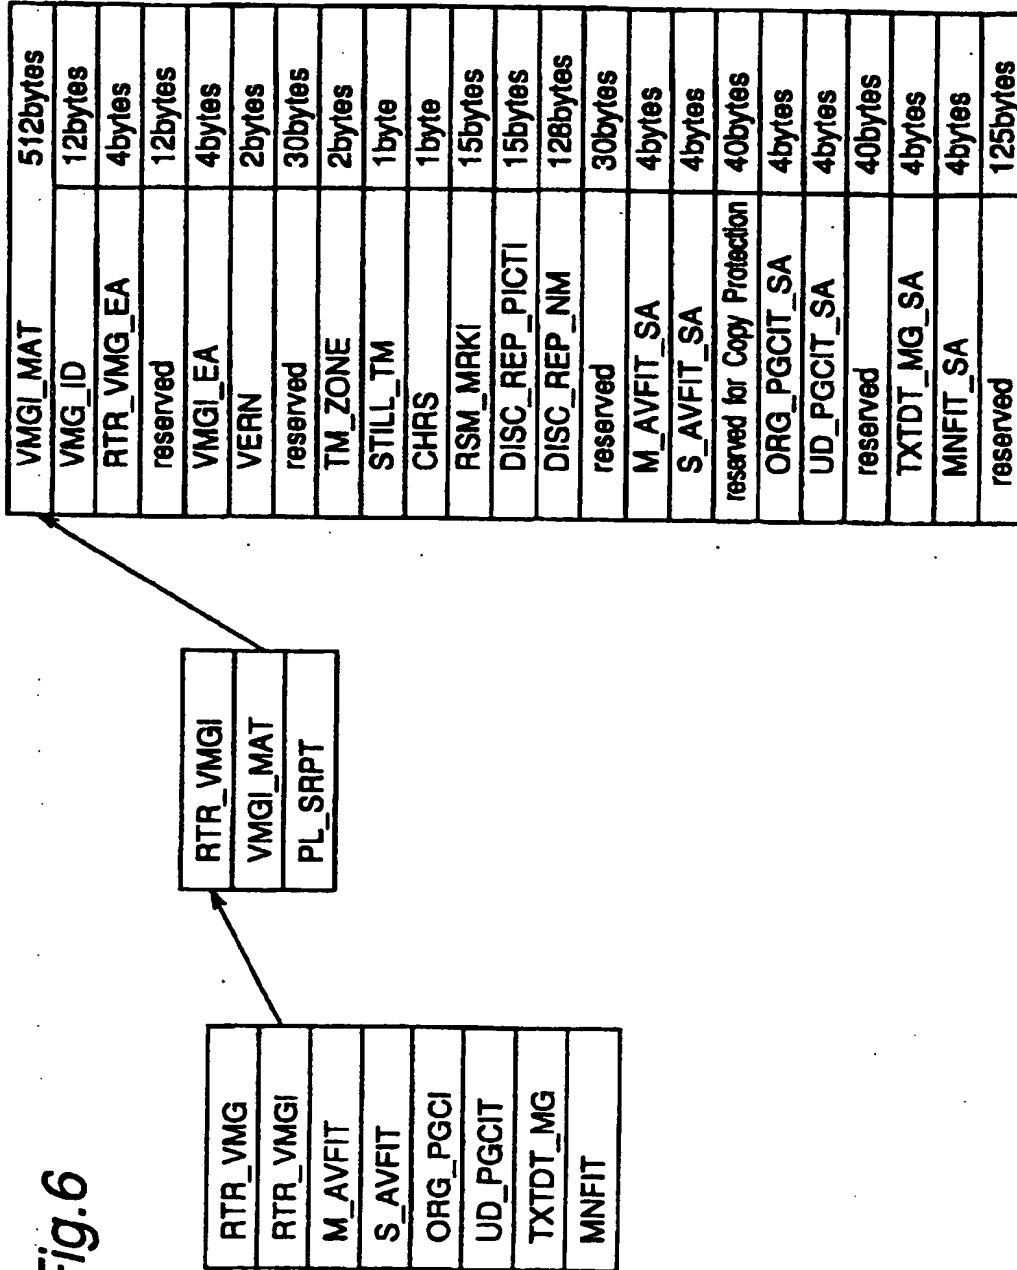 Fig.6
RTR_VMG
RTR_VMGI
M_AVFIT
S_AVFIT
ORG_PGCI
UD_PGCIT
TXTDT_MG
MNFIT
RTR_VMGI
VMGI_MAT
PL_SRPT
VMGI_MAT 512bytes
VMG_ID 12bytes
RTR_VMG_EA 4bytes
reserved 12bytes
VMGI_EA 4bytes
VERN 2bytes
reserved 30bytes
TM_ZONE 2bytes
STILL_TM 1byte
CHRS 1byte
RSM_MRKI 15bytes
DISC_REP_PICTI 15bytes
DISC_REP_NM 128bytes
reserved 30bytes
M_AVFIT_SA 4bytes
S_AVFIT_SA 4bytes
reserved for Copy Protection 40bytes
ORG_PGCIT_SA 4bytes
UD_PGCIT_SA 4bytes
reserved 40bytes
TXTDT_MG_SA 4bytes
MNFIT_SA 4bytes
reserved 125bytes